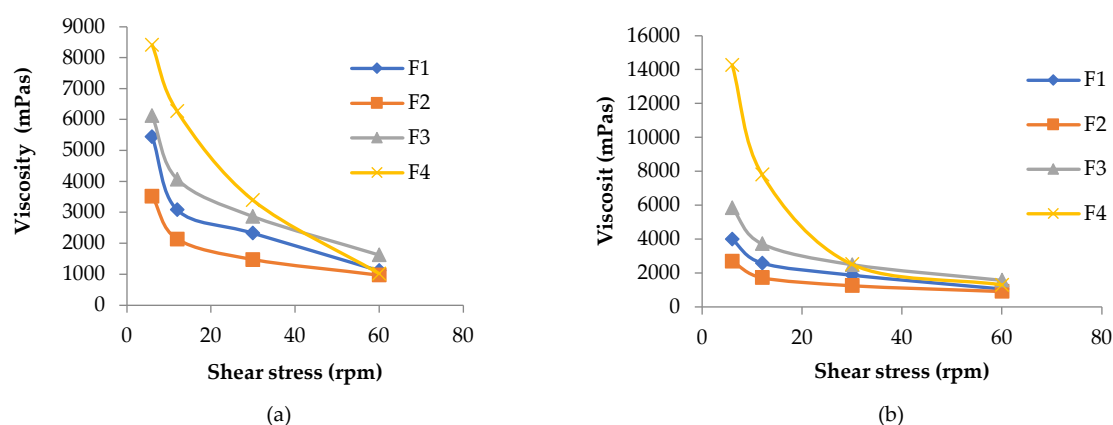 9000
8000
7000
6000
5000
4000
3000
2000
1000
0
Viscosity (mPas)
0 20 40 60 80
Shear stress (rpm)
F1
F2
F3
F4
(a)
16000
14000
12000
10000
8000
6000
4000
2000
0
Viscosit (mPas)
0 20 40 60 80
Shear stress (rpm)
F1
F2
F3
F4
(b)